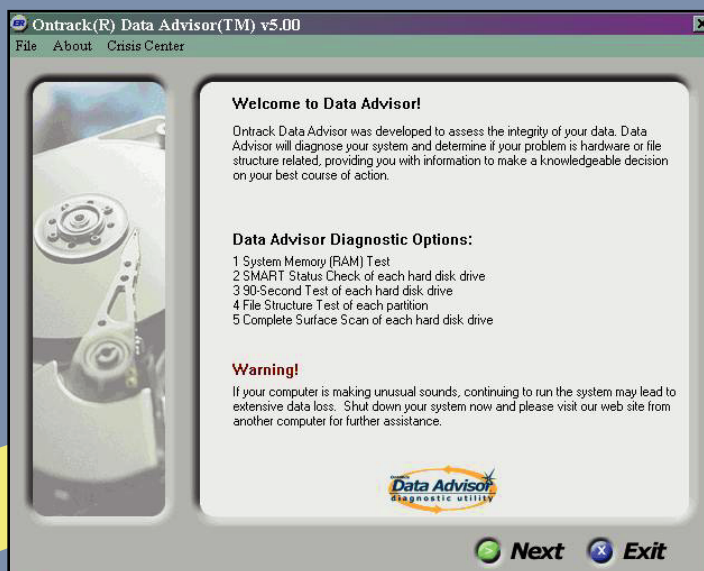 Ontrack(R) Data Advisor(TM) v5.00
File About Crisis Center
Welcome to Data Advisor!
Ontrack Data Advisor was developed to assess the integrity of your data. Data
Advisor will diagnose your system and determine if your problem is hardware or file
structure related, providing you with information to make a knowledgeable decision
on your best course of action.
Data Advisor Diagnostic Options:
1 System Memory (RAM) Test
2 SMART Status Check of each hard disk drive
3 90-Second Test of each hard disk drive
4 File Structure Test of each partition
5 Complete Surface Scan of each hard disk drive
Warning!
If your computer is making unusual sounds, continuing to run the system may lead to
extensive data loss. Shut down your system now and please visit our web site from
another computer for further assistance.
Data Advisor
diagnostic utility
Next Exit